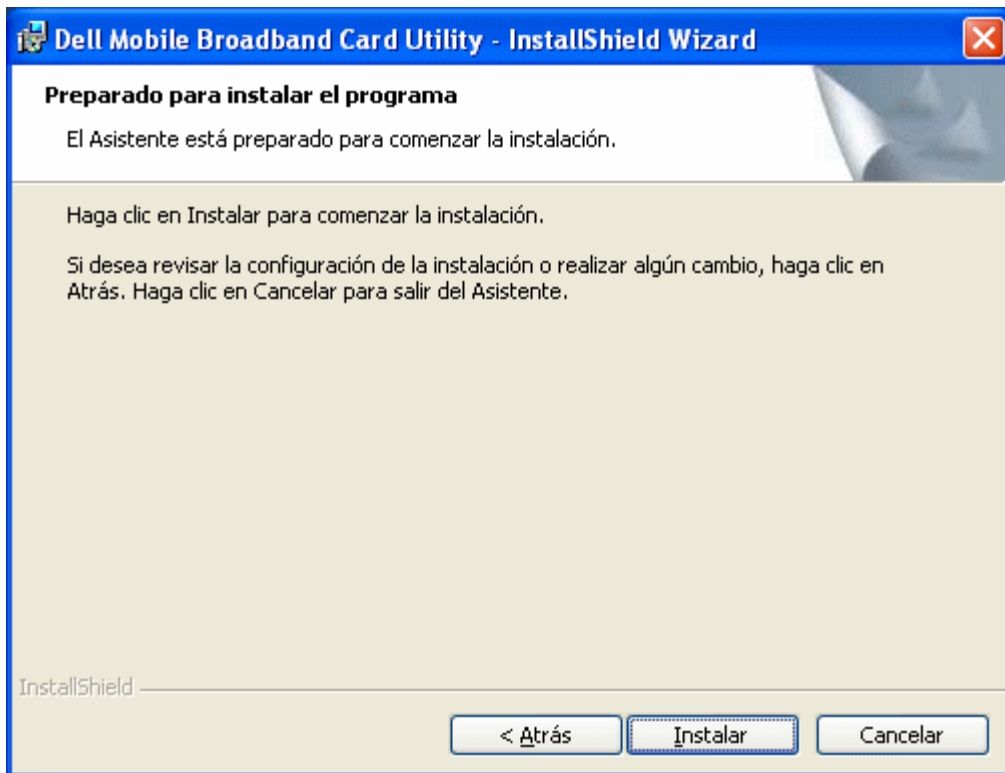 Dell Mobile Broadband Card Utility - InstallShield Wizard
Preparado para instalar el programa
El Asistente está preparado para comenzar la instalación.
Haga clic en Instalar para comenzar la instalación.
Si desea revisar la configuración de la instalación o realizar algún cambio, haga clic en
Atrás. Haga clic en Cancelar para salir del Asistente.
InstallShield
< Atrás Instalar Cancelar